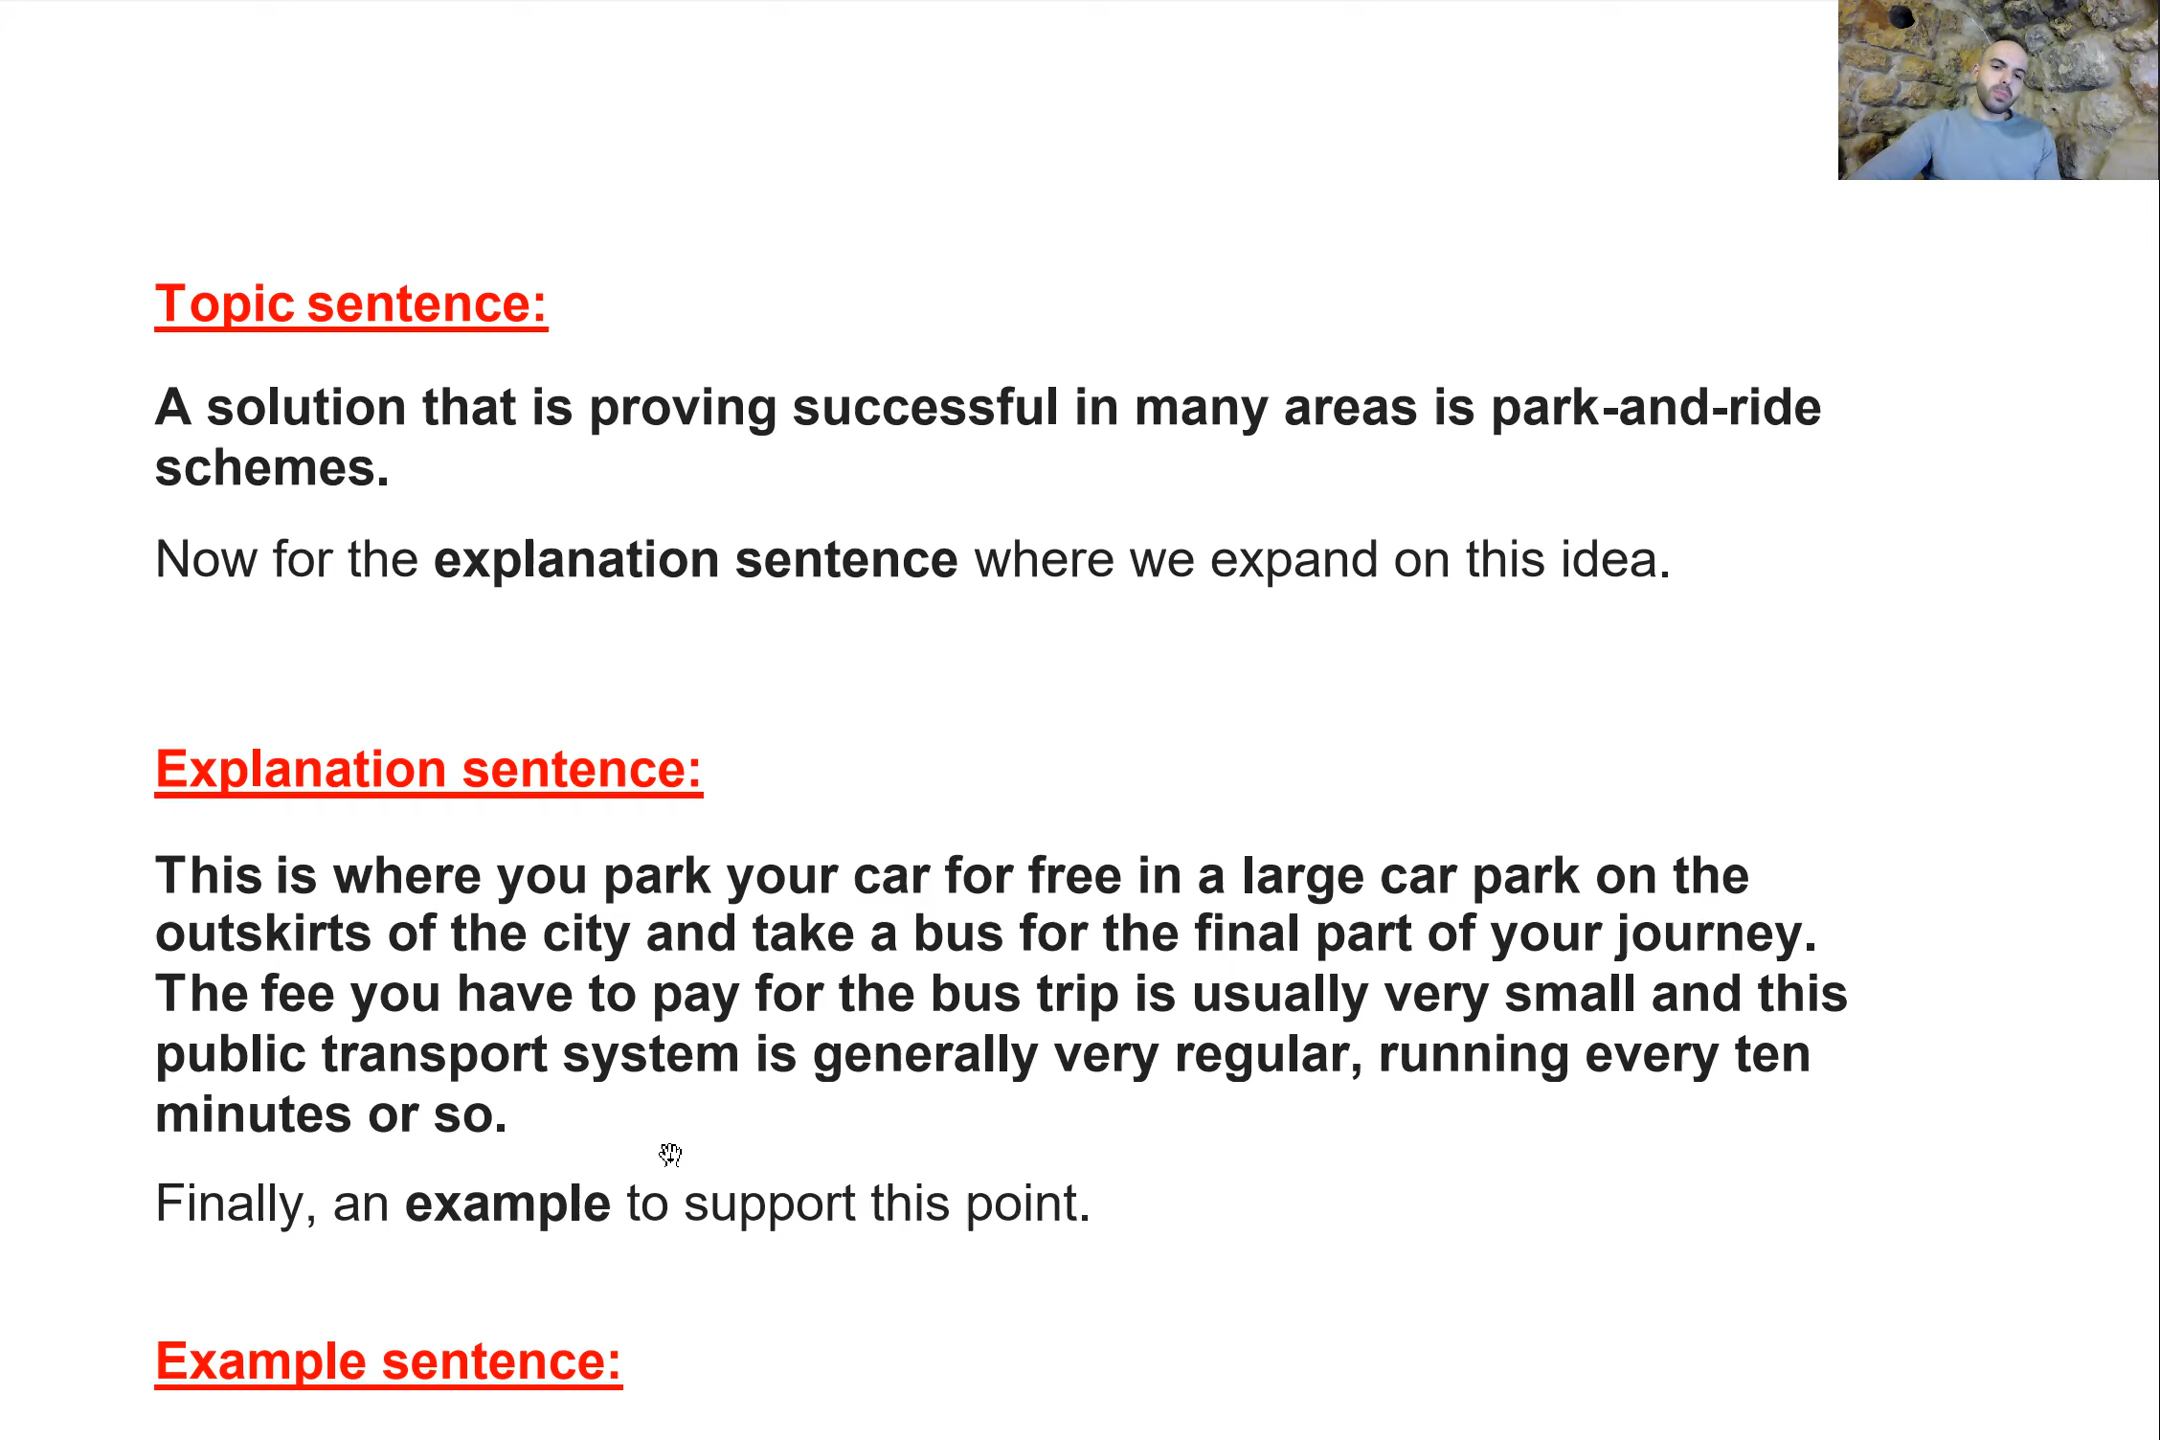 Topic sentence:
A solution that is proving successful in many areas is park-and-ride
schemes.
Now for the explanation sentence where we expand on this idea.
Explanation sentence:
This is where you park your car for free in a large car park on the
outskirts of the city and take a bus for the final part of your journey.
The fee you have to pay for the bus trip is usually very small and this
public transport system is generally very regular, running every ten
minutes or so.
Finally, an example to support this point.
Example sentence: